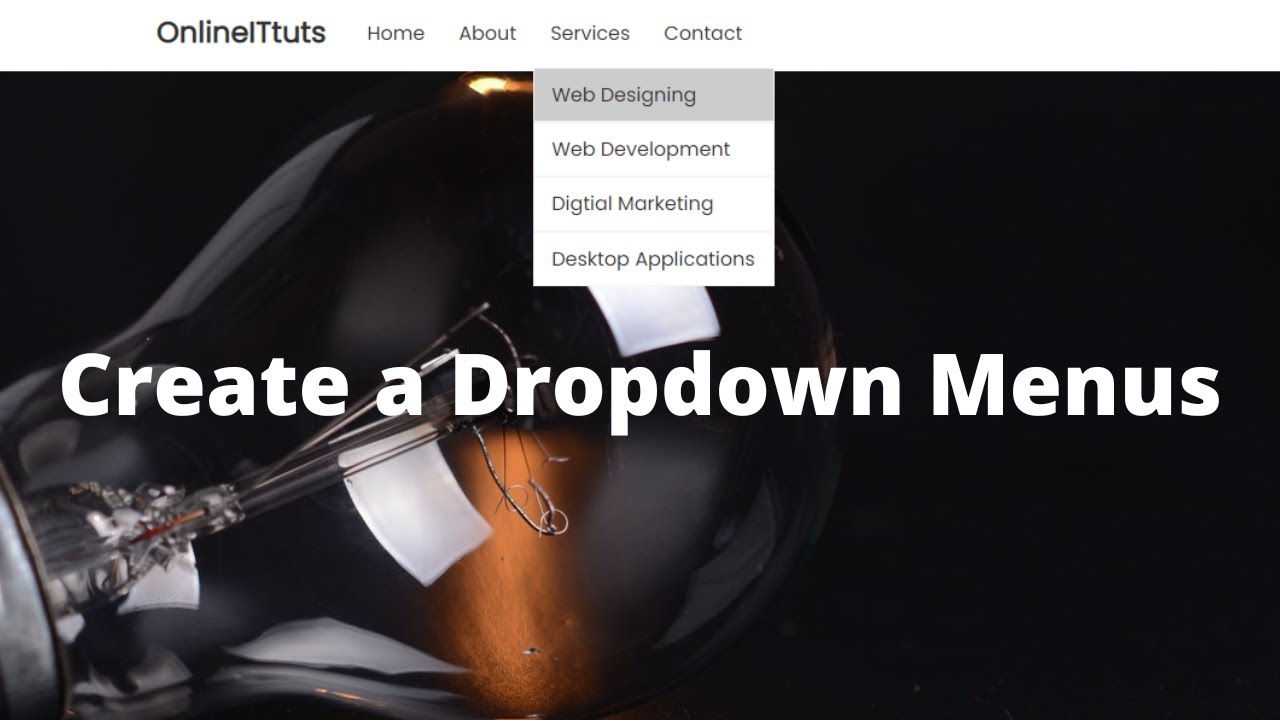 OnlineITtuts Home About Services Contact
Web Designing
Web Development
Digtial Marketing
Desktop Applications
Create a Dropdown Menus